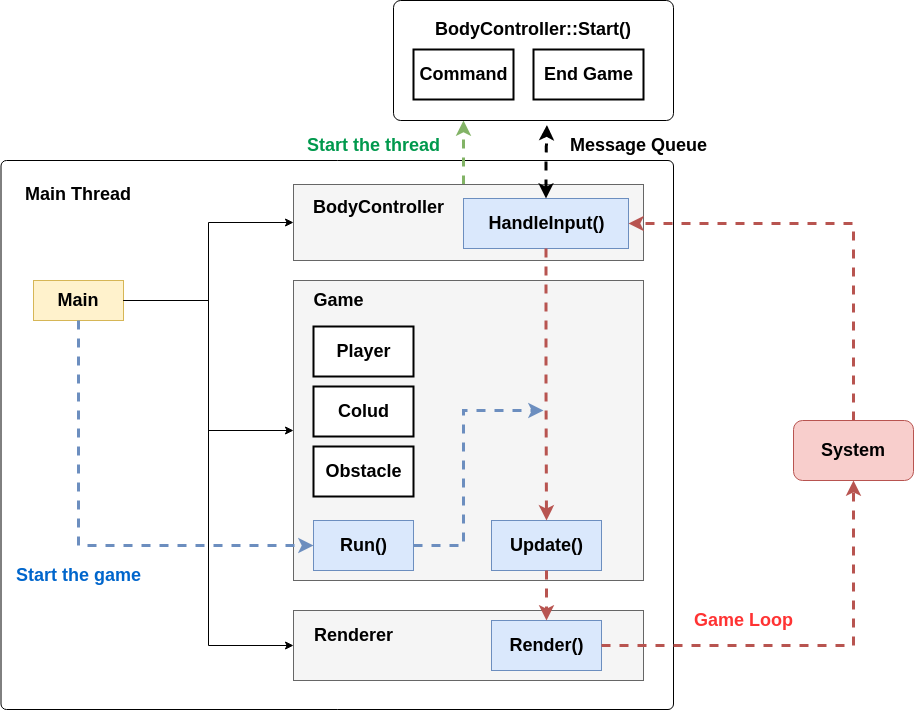 BodyController::Start()
Command
End Game
Start the thread
Message Queue
Main Thread
BodyController
HandleInput()
Main
Game
Player
Colud
Obstacle
System
Run()
Update()
Start the game
Game Loop
Renderer
Render()